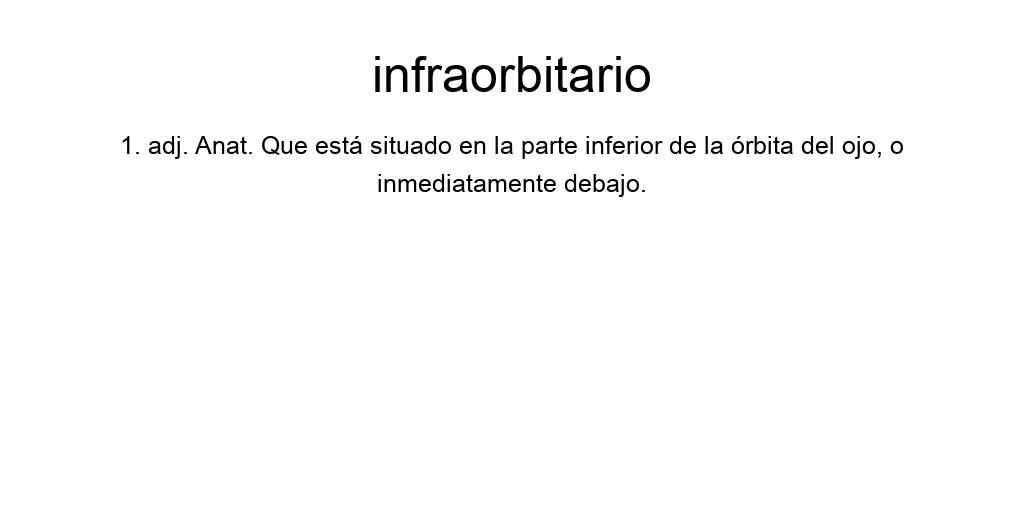 infraorbitario
1. adj. Anat. Que está situado en la parte inferior de la órbita del ojo, o
inmediatamente debajo.